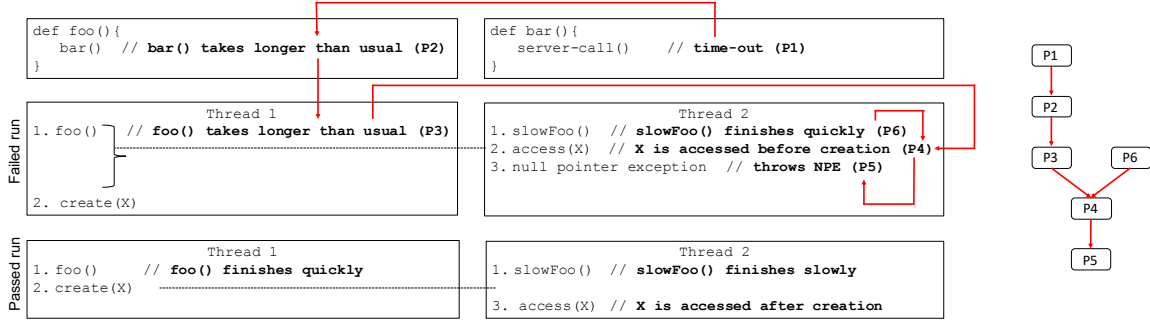 def foo(){
bar() // bar() takes longer than usual (P2)
}
def bar(){
server-call() // time-out (P1)
}
Failed run
Thread 1
1. foo() // foo() takes longer than usual (P3)
2. create(X)
Thread 2
1. slowFoo() // slowFoo() finishes quickly (P6)
2. access(X) // X is accessed before creation (P4)
3. null pointer exception // throws NPE (P5)
Passed run
Thread 1
1. foo() // foo() finishes quickly
2. create(X)
Thread 2
1. slowFoo() // slowFoo() finishes slowly
3. access(X) // X is accessed after creation
P1
P2
P3 P6
P4
P5